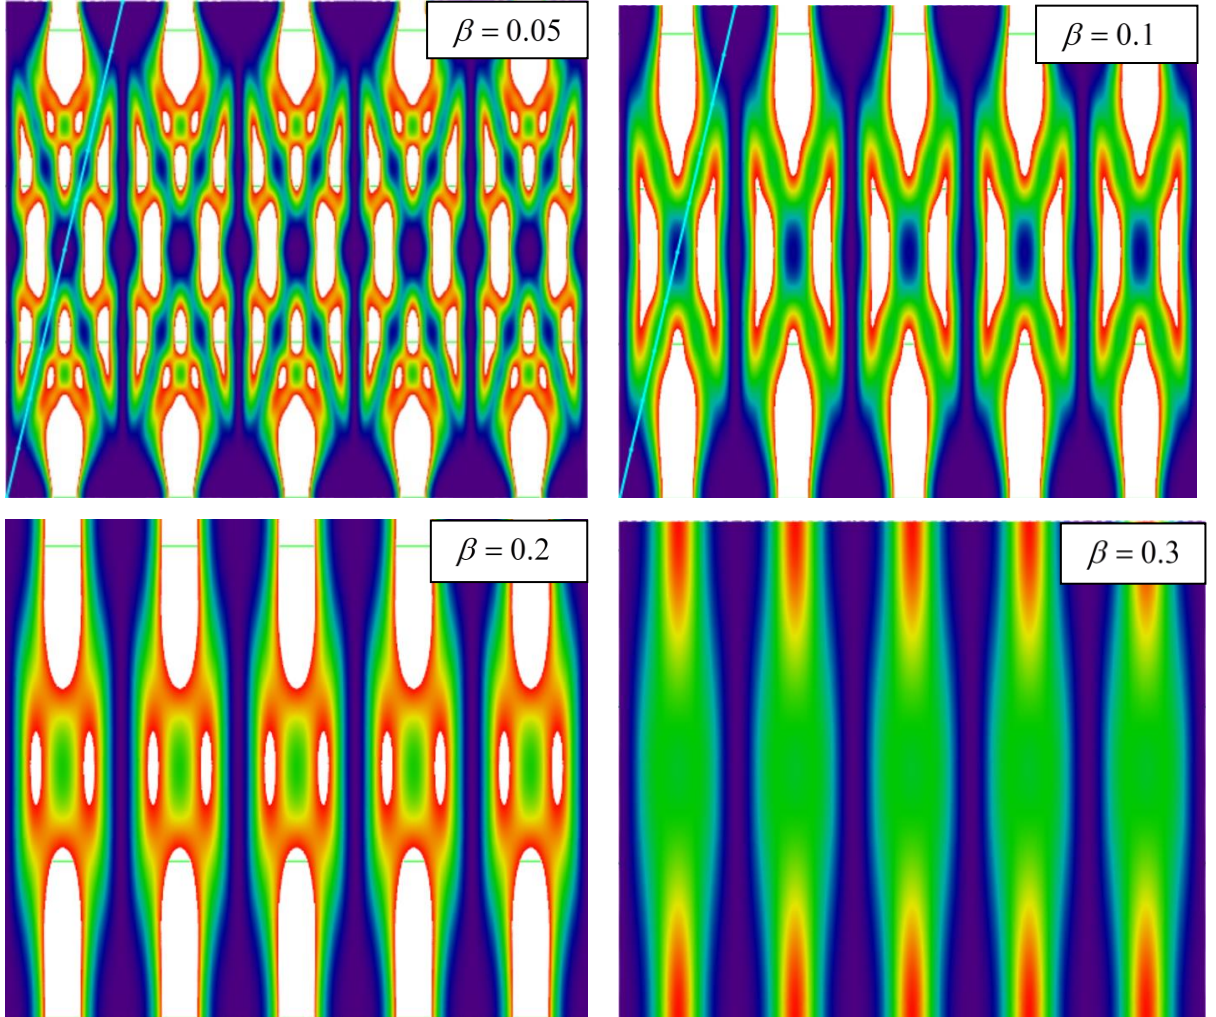 β = 0.05
β = 0.1
β = 0.2
β = 0.3